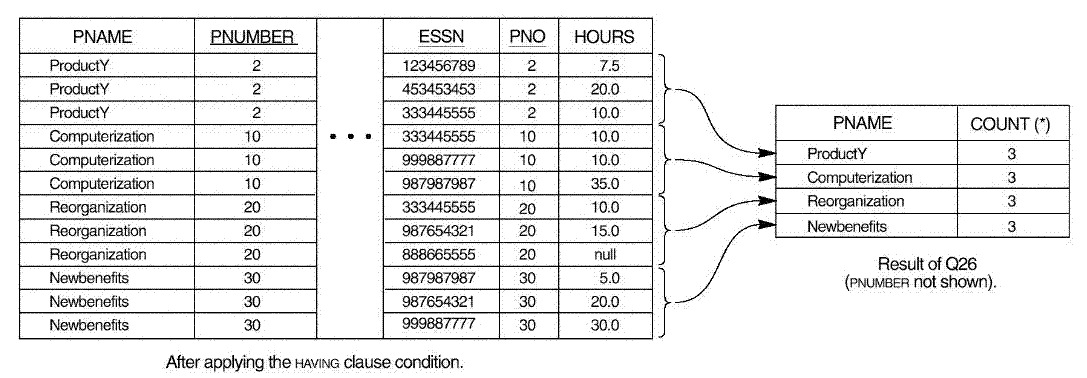 PNAME PNUMBER ESSN PNO HOURS
ProductY 2 123456789 2 7.5
ProductY 2 453453453 2 20.0
ProductY 2 333445555 2 10.0
Computerization 10 • • • 333445555 10 10.0
Computerization 10 999887777 10 10.0
Computerization 10 987987987 10 35.0
Reorganization 20 333445555 20 10.0
Reorganization 20 987654321 20 15.0
Reorganization 20 888665555 20 null
Newbenefits 30 987987987 30 5.0
Newbenefits 30 987654321 30 20.0
Newbenefits 30 999887777 30 30.0
After applying the HAVING clause condition.
PNAME COUNT (*)
ProductY 3
Computerization 3
Reorganization 3
Newbenefits 3
Result of Q26
(PNUMBER not shown).